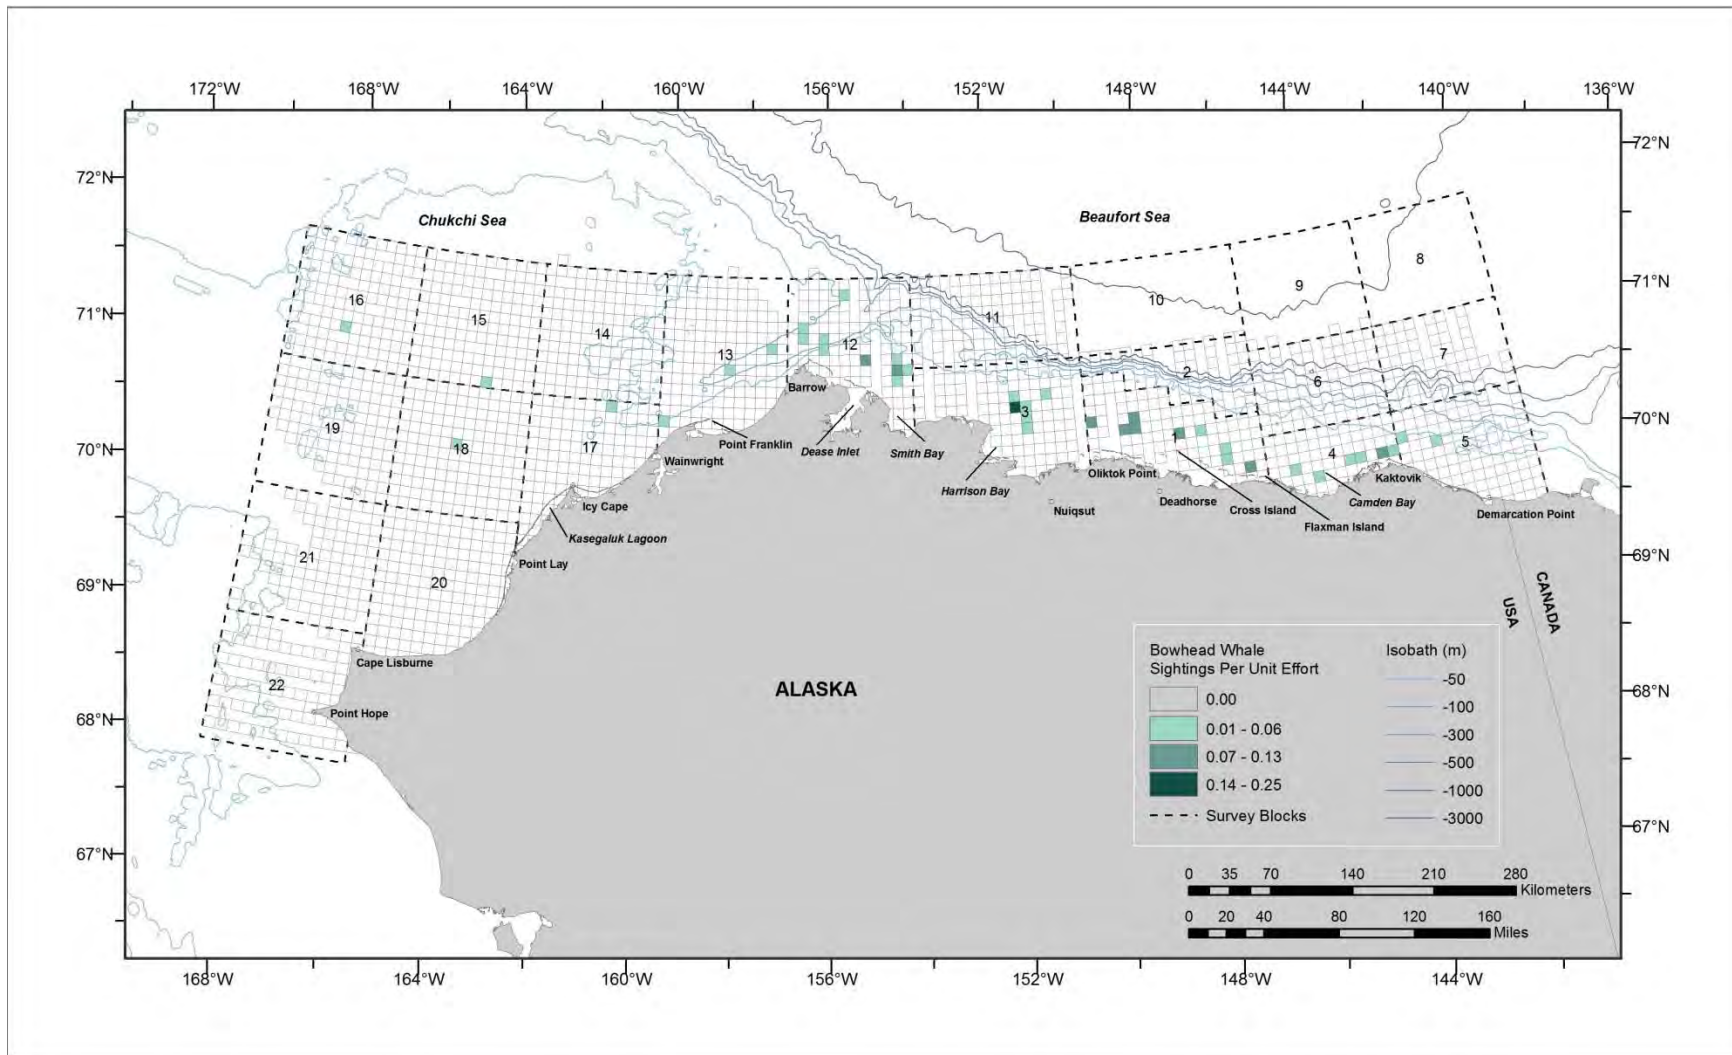 172°W 168°W 164°W 160°W 156°W 152°W 148°W 144°W 140°W 136°W
72°N
72°N
Chukchi Sea
Beaufort Sea
71°N
71°N
70°N
70°N
69°N
69°N
68°N
68°N
67°N
67°N
16
15
14
13
12
11
10
9
8
7
6
2
3
1
4
5
19
18
17
21
20
22
Barrow
Point Franklin
Wainwright
Dease Inlet
Smith Bay
Harrison Bay
Oliktok Point
Nuiqsut
Deadhorse
Cross Island
Flaxman Island
Camden Bay
Kaktovik
Demarcation Point
Icy Cape
Kasegaluk Lagoon
Point Lay
Cape Lisburne
Point Hope
ALASKA
USA
CANADA
Bowhead Whale
Sightings Per Unit Effort
0.00
0.01 - 0.06
0.07 - 0.13
0.14 - 0.25
Survey Blocks
Isobath (m)
-50
-100
-300
-500
-1000
-3000
0 35 70 140 210 280
Kilometers
0 20 40 80 120 160
Miles
168°W 164°W 160°W 156°W 152°W 148°W 144°W